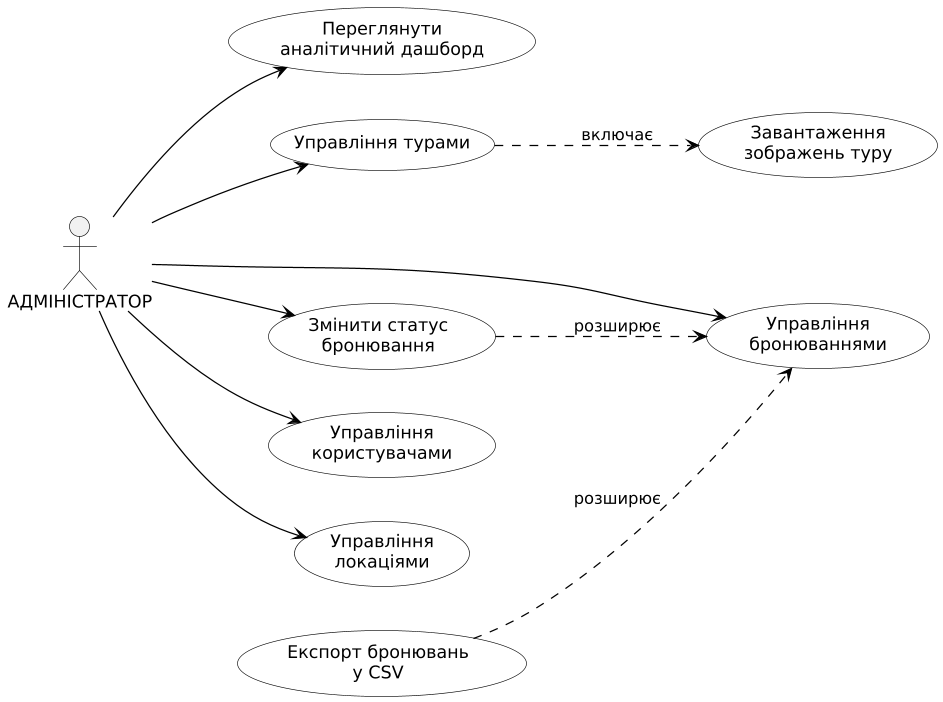 Переглянути
аналітичний дашборд
Управління турами
включає
Завантаження
зображень туру
АДМІНІСТРАТОР
Змінити статус
бронювання
розширює
Управління
бронюваннями
Управління
користувачами
розширює
Управління
локаціями
Експорт бронювань
у CSV